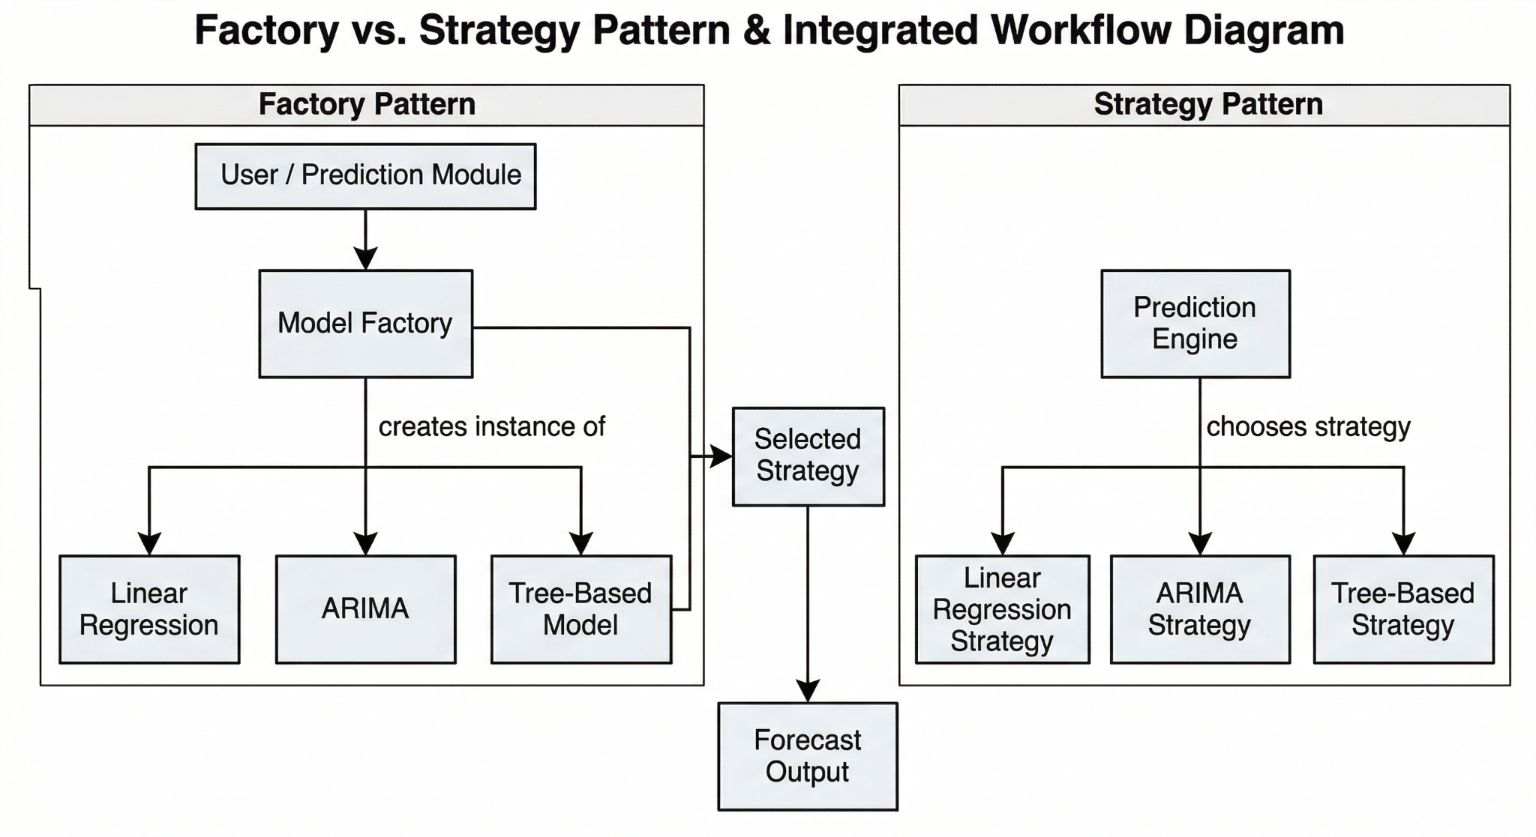 Factory vs. Strategy Pattern & Integrated Workflow Diagram
Factory Pattern
User / Prediction Module
Model Factory
creates instance of
Linear
Regression
ARIMA
Tree-Based
Model
Selected
Strategy
Forecast
Output
Strategy Pattern
Prediction
Engine
chooses strategy
Linear
Regression
Strategy
ARIMA
Strategy
Tree-Based
Strategy